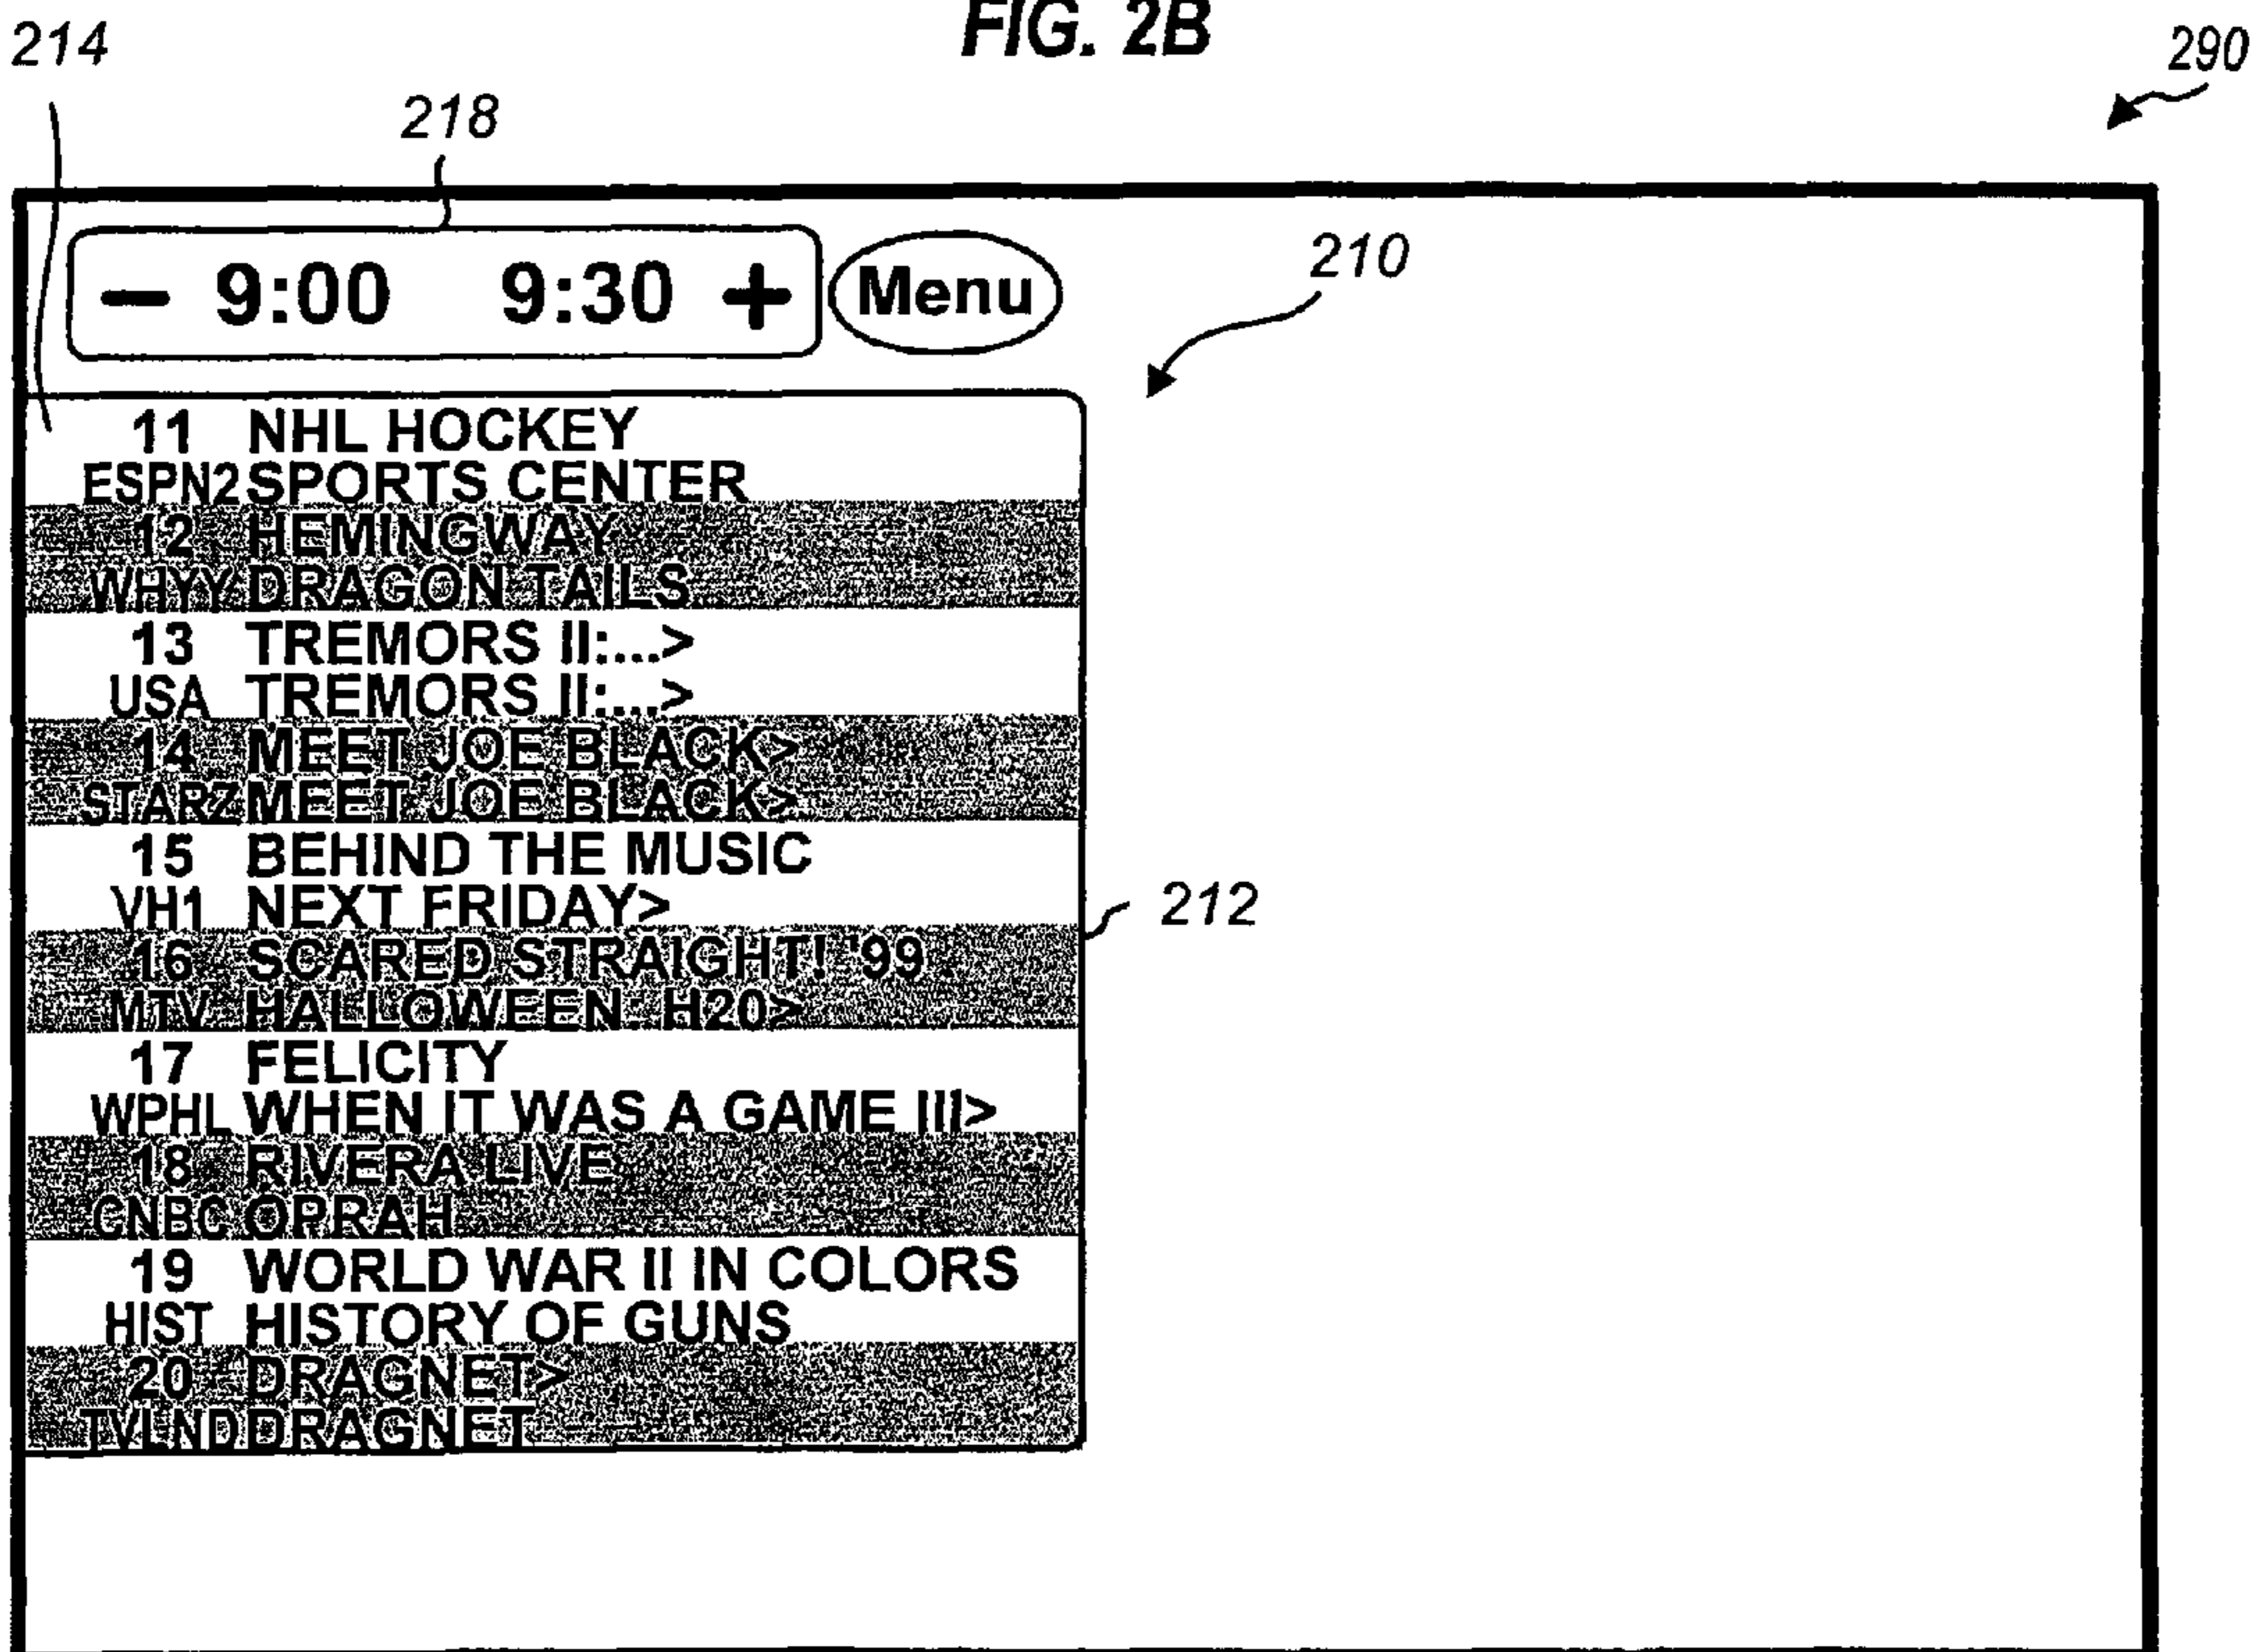 FIG. 2B
214
290
218
− 9:00 9:30 +
Menu
210
11 NHL HOCKEY
ESPN2 SPORTS CENTER
12 HEMINGWAY
WHYY DRAGON TAILS
13 TREMORS II:...>
USA TREMORS II:...>
14 MEET JOE BLACK>
STARZ MEET JOE BLACK>
15 BEHIND THE MUSIC
VH1 NEXT FRIDAY>
212
16 SCARED STRAIGHT! '99
MTV HALLOWEEN: H20>
17 FELICITY
WPHL WHEN IT WAS A GAME III>
18 RIVERA LIVE
CNBC OPRAH
19 WORLD WAR II IN COLORS
HIST HISTORY OF GUNS
20 DRAGNET>
TVLND DRAGNET